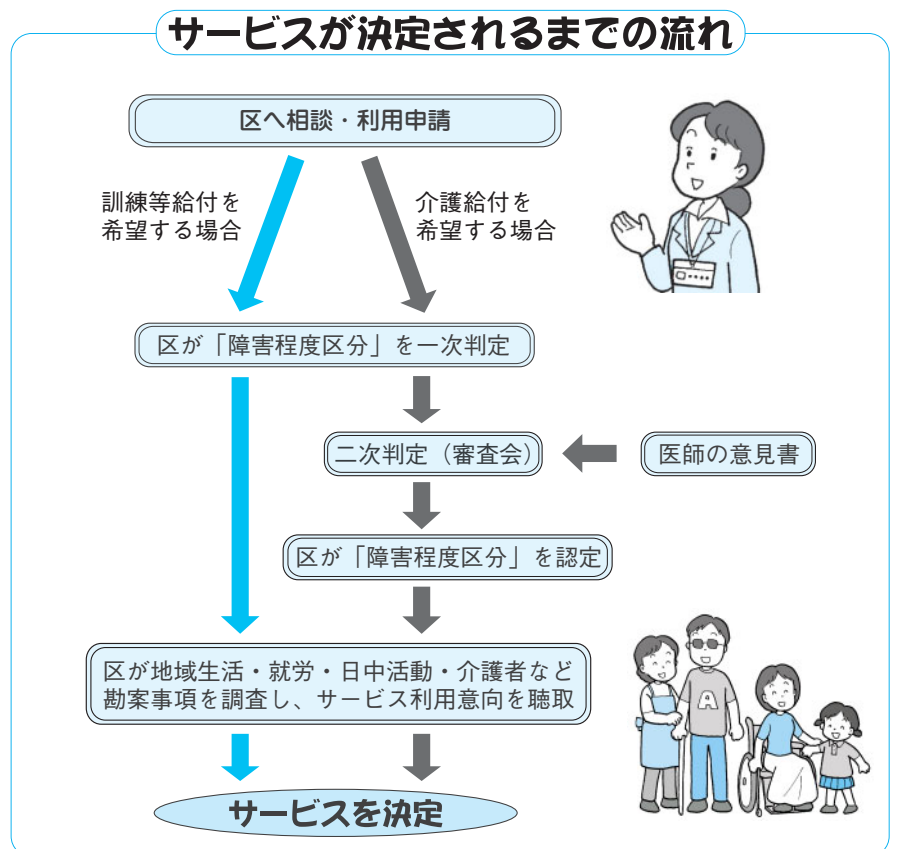 サービスが決定されるまでの流れ
区へ相談・利用申請
訓練等給付を
希望する場合
介護給付を
希望する場合
区が「障害程度区分」を一次判定
二次判定（審査会）
医師の意見書
区が「障害程度区分」を認定
区が地域生活・就労・日中活動・介護者など
勘案事項を調査し、サービス利用意向を聴取
サービスを決定
A